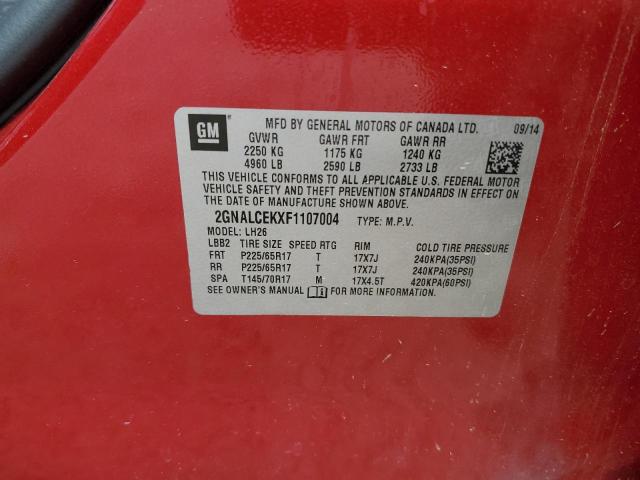 GM
MFD BY GENERAL MOTORS OF CANADA LTD. 09/14
GVWR GAWR FRT GAWR RR
2250 KG 1175 KG 1240 KG
4960 LB 2590 LB 2733 LB
THIS VEHICLE CONFORMS TO ALL APPLICABLE U.S. FEDERAL MOTOR
VEHICLE SAFETY AND THEFT PREVENTION STANDARDS IN EFFECT ON
THE DATE OF MANUFACTURE SHOWN ABOVE.
2GNALCEKXF1107004 TYPE: M.P.V.
MODEL: LH26
LBB2 TIRE SIZE SPEED RTG RIM COLD TIRE PRESSURE
FRT P225/65R17 T 17X7J 240KPA(35PSI)
RR P225/65R17 T 17X7J 240KPA(35PSI)
SPA T145/70R17 M 17X4.5T 420KPA(60PSI)
SEE OWNER'S MANUAL FOR MORE INFORMATION.